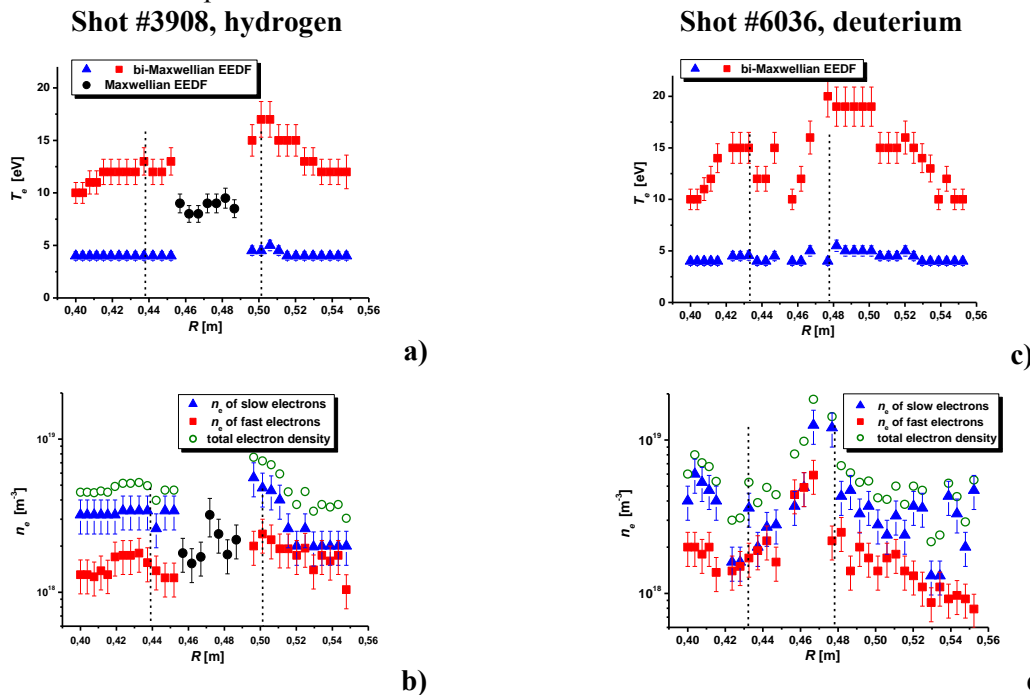 Shot #3908, hydrogen
Shot #6036, deuterium
bi-Maxwellian EEDF
Maxwellian EEDF
20
15
10
5
0
T_e [eV]
0,40 0,42 0,44 0,46 0,48 0,50 0,52 0,54 0,56
R [m]
a)
bi-Maxwellian EEDF
20
15
10
5
0
T_e [eV]
0,40 0,42 0,44 0,46 0,48 0,50 0,52 0,54 0,56
R [m]
c)
n_e of slow electrons
n_e of fast electrons
total electron density
10^19
10^18
n_e [m^-3]
0,40 0,42 0,44 0,46 0,48 0,50 0,52 0,54 0,56
R [m]
b)
n_e of slow electrons
n_e of fast electrons
total electron density
10^19
10^18
n_e [m^-3]
0,40 0,42 0,44 0,46 0,48 0,50 0,52 0,54 0,56
R [m]